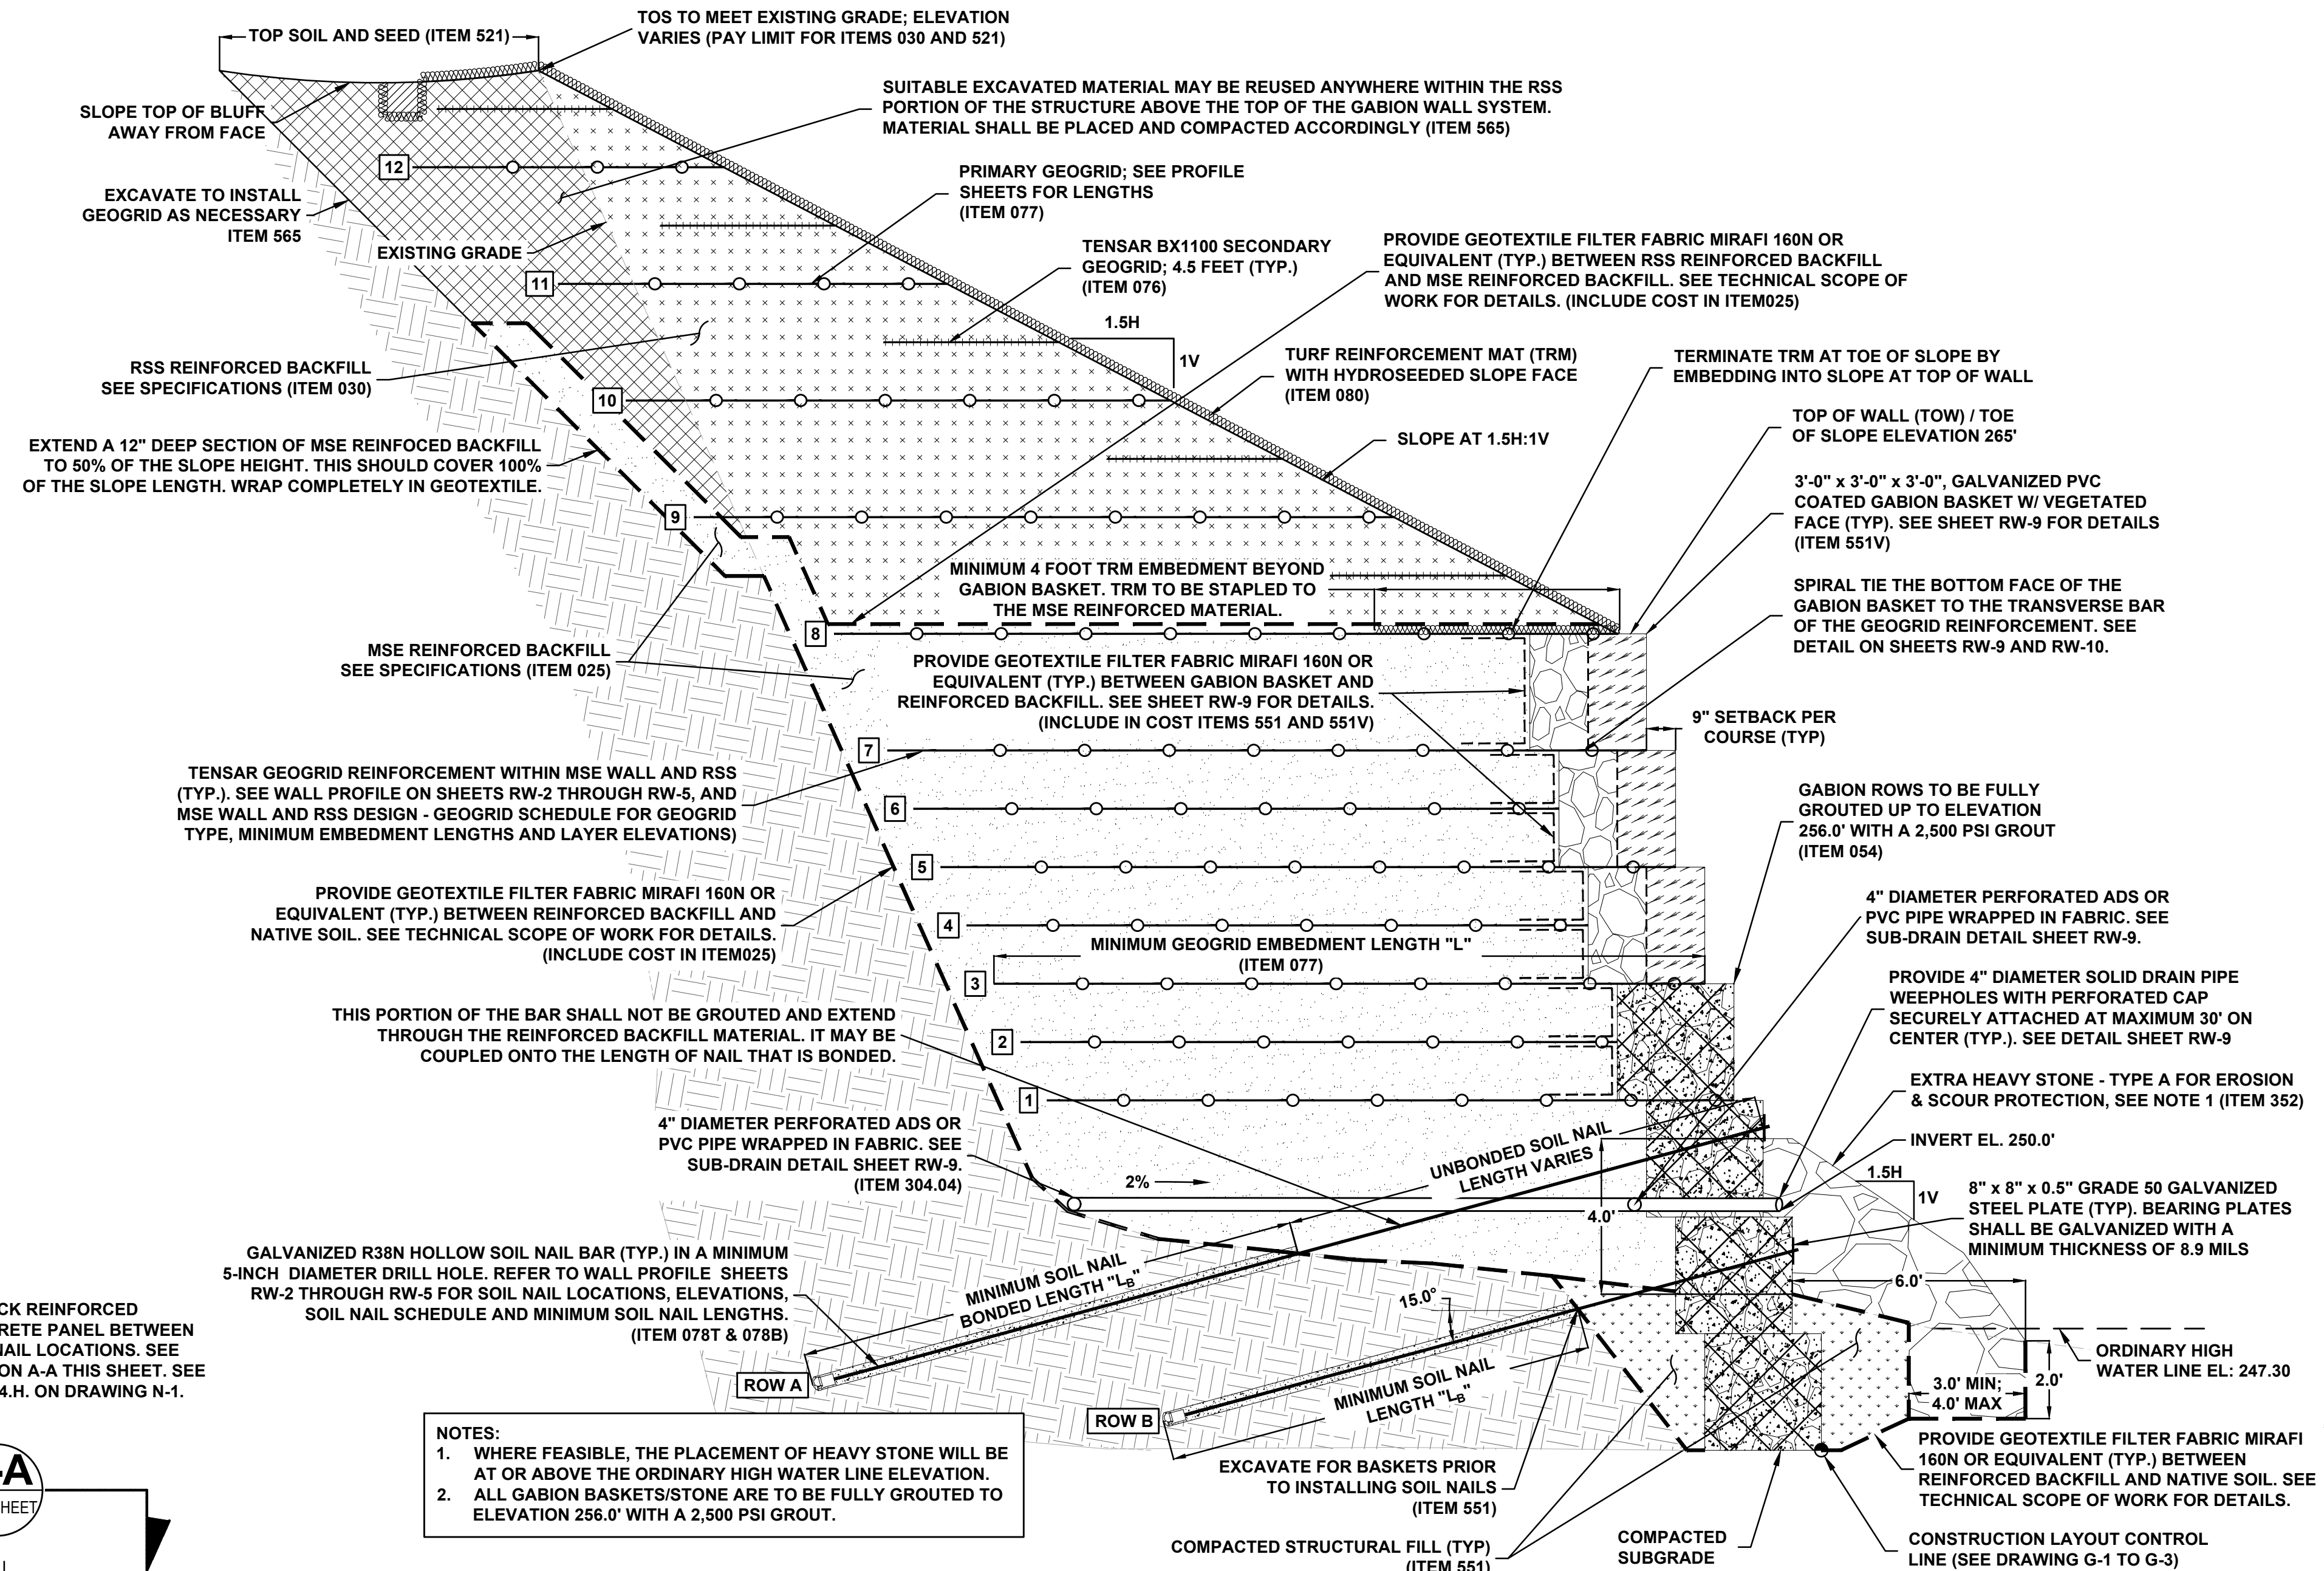 TOP SOIL AND SEED (ITEM 521)
TOS TO MEET EXISTING GRADE; ELEVATION
VARIES (PAY LIMIT FOR ITEMS 030 AND 521)
SUITABLE EXCAVATED MATERIAL MAY BE REUSED ANYWHERE WITHIN THE RSS
PORTION OF THE STRUCTURE ABOVE THE TOP OF THE GABION WALL SYSTEM.
MATERIAL SHALL BE PLACED AND COMPACTED ACCORDINGLY (ITEM 565)
SLOPE TOP OF BLUFF
AWAY FROM FACE
12
EXCAVATE TO INSTALL
GEOGRID AS NECESSARY
ITEM 565
EXISTING GRADE
PRIMARY GEOGRID; SEE PROFILE
SHEETS FOR LENGTHS
(ITEM 077)
TENSAR BX1100 SECONDARY
GEOGRID; 4.5 FEET (TYP.)
(ITEM 076)
PROVIDE GEOTEXTILE FILTER FABRIC MIRAFI 160N OR
EQUIVALENT (TYP.) BETWEEN RSS REINFORCED BACKFILL
AND MSE REINFORCED BACKFILL. SEE TECHNICAL SCOPE OF
WORK FOR DETAILS. (INCLUDE COST IN ITEM025)
11
1.5H
1V
RSS REINFORCED BACKFILL
SEE SPECIFICATIONS (ITEM 030)
TURF REINFORCEMENT MAT (TRM)
WITH HYDROSEEDED SLOPE FACE
(ITEM 080)
TERMINATE TRM AT TOE OF SLOPE BY
EMBEDDING INTO SLOPE AT TOP OF WALL
10
TOP OF WALL (TOW) / TOE
OF SLOPE ELEVATION 265'
SLOPE AT 1.5H:1V
EXTEND A 12" DEEP SECTION OF MSE REINFOCED BACKFILL
TO 50% OF THE SLOPE HEIGHT. THIS SHOULD COVER 100%
OF THE SLOPE LENGTH. WRAP COMPLETELY IN GEOTEXTILE.
3'-0" x 3'-0" x 3'-0", GALVANIZED PVC
COATED GABION BASKET W/ VEGETATED
FACE (TYP). SEE SHEET RW-9 FOR DETAILS
(ITEM 551V)
9
MINIMUM 4 FOOT TRM EMBEDMENT BEYOND
GABION BASKET. TRM TO BE STAPLED TO
THE MSE REINFORCED MATERIAL.
SPIRAL TIE THE BOTTOM FACE OF THE
GABION BASKET TO THE TRANSVERSE BAR
OF THE GEOGRID REINFORCEMENT. SEE
DETAIL ON SHEETS RW-9 AND RW-10.
8
MSE REINFORCED BACKFILL
SEE SPECIFICATIONS (ITEM 025)
PROVIDE GEOTEXTILE FILTER FABRIC MIRAFI 160N OR
EQUIVALENT (TYP.) BETWEEN GABION BASKET AND
REINFORCED BACKFILL. SEE SHEET RW-9 FOR DETAILS.
(INCLUDE IN COST ITEMS 551 AND 551V)
9" SETBACK PER
COURSE (TYP)
7
TENSAR GEOGRID REINFORCEMENT WITHIN MSE WALL AND RSS
(TYP.). SEE WALL PROFILE ON SHEETS RW-2 THROUGH RW-5, AND
MSE WALL AND RSS DESIGN - GEOGRID SCHEDULE FOR GEOGRID
TYPE, MINIMUM EMBEDMENT LENGTHS AND LAYER ELEVATIONS)
6
GABION ROWS TO BE FULLY
GROUTED UP TO ELEVATION
256.0' WITH A 2,500 PSI GROUT
(ITEM 054)
5
PROVIDE GEOTEXTILE FILTER FABRIC MIRAFI 160N OR
EQUIVALENT (TYP.) BETWEEN REINFORCED BACKFILL AND
NATIVE SOIL. SEE TECHNICAL SCOPE OF WORK FOR DETAILS.
(INCLUDE COST IN ITEM025)
4" DIAMETER PERFORATED ADS OR
PVC PIPE WRAPPED IN FABRIC. SEE
SUB-DRAIN DETAIL SHEET RW-9.
4
MINIMUM GEOGRID EMBEDMENT LENGTH "L"
(ITEM 077)
3
PROVIDE 4" DIAMETER SOLID DRAIN PIPE
WEEPHOLES WITH PERFORATED CAP
SECURELY ATTACHED AT MAXIMUM 30' ON
CENTER (TYP.). SEE DETAIL SHEET RW-9
THIS PORTION OF THE BAR SHALL NOT BE GROUTED AND EXTEND
THROUGH THE REINFORCED BACKFILL MATERIAL. IT MAY BE
COUPLED ONTO THE LENGTH OF NAIL THAT IS BONDED.
2
EXTRA HEAVY STONE - TYPE A FOR EROSION
& SCOUR PROTECTION, SEE NOTE 1 (ITEM 352)
1
INVERT EL. 250.0'
4" DIAMETER PERFORATED ADS OR
PVC PIPE WRAPPED IN FABRIC. SEE
SUB-DRAIN DETAIL SHEET RW-9.
(ITEM 304.04)
2%
UNBONDED SOIL NAIL
LENGTH VARIES
4.0'
1.5H
1V
8" x 8" x 0.5" GRADE 50 GALVANIZED
STEEL PLATE (TYP). BEARING PLATES
SHALL BE GALVANIZED WITH A
MINIMUM THICKNESS OF 8.9 MILS
GALVANIZED R38N HOLLOW SOIL NAIL BAR (TYP.) IN A MINIMUM
5-INCH DIAMETER DRILL HOLE. REFER TO WALL PROFILE SHEETS
RW-2 THROUGH RW-5 FOR SOIL NAIL LOCATIONS, ELEVATIONS,
SOIL NAIL SCHEDULE AND MINIMUM SOIL NAIL LENGTHS.
(ITEM 078T & 078B)
MINIMUM SOIL NAIL
BONDED LENGTH "LB"
15.0°
6.0'
ORDINARY HIGH
WATER LINE EL: 247.30
CK REINFORCED
RETE PANEL BETWEEN
NAIL LOCATIONS. SEE
ON A-A THIS SHEET. SEE
4.H. ON DRAWING N-1.
ROW A
MINIMUM SOIL NAIL
LENGTH "LB"
3.0' MIN;
4.0' MAX
2.0'
ROW B
NOTES:
1. WHERE FEASIBLE, THE PLACEMENT OF HEAVY STONE WILL BE
AT OR ABOVE THE ORDINARY HIGH WATER LINE ELEVATION.
2. ALL GABION BASKETS/STONE ARE TO BE FULLY GROUTED TO
ELEVATION 256.0' WITH A 2,500 PSI GROUT.
PROVIDE GEOTEXTILE FILTER FABRIC MIRAFI
160N OR EQUIVALENT (TYP.) BETWEEN
REINFORCED BACKFILL AND NATIVE SOIL. SEE
TECHNICAL SCOPE OF WORK FOR DETAILS.
EXCAVATE FOR BASKETS PRIOR
TO INSTALLING SOIL NAILS
(ITEM 551)
-A
SHEET
COMPACTED STRUCTURAL FILL (TYP)
(ITEM 551)
COMPACTED
SUBGRADE
CONSTRUCTION LAYOUT CONTROL
LINE (SEE DRAWING G-1 TO G-3)